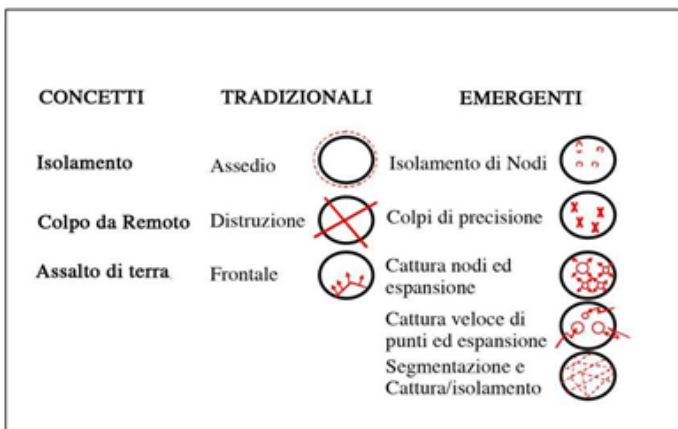 CONCETTI TRADIZIONALI EMERGENTI
Isolamento Assedio Isolamento di Nodi
Colpo da Remoto Distruzione Colpi di precisione
Assalto di terra Frontale Cattura nodi ed
espansione
Cattura veloce di
punti ed espansione
Segmentazione e
Cattura/isolamento